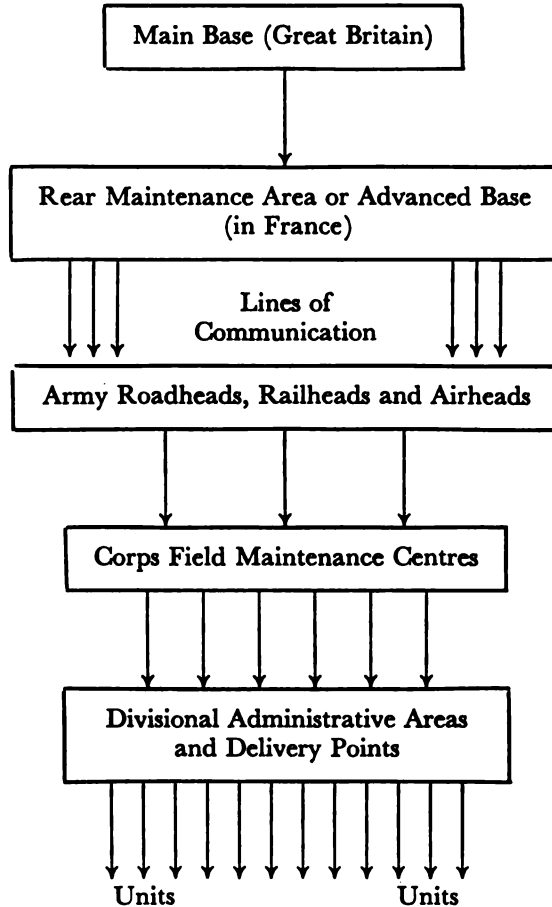 Main Base (Great Britain)
Rear Maintenance Area or Advanced Base
(in France)
Lines of
Communication
Army Roadheads, Railheads and Airheads
Corps Field Maintenance Centres
Divisional Administrative Areas
and Delivery Points
Units Units